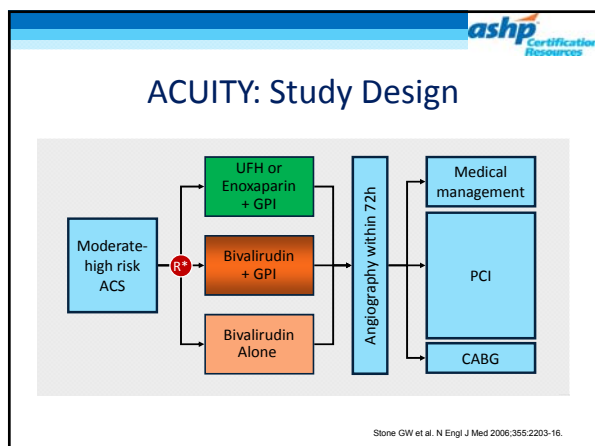 ashp Certification
Resources
ACUITY: Study Design
Moderate-
high risk
ACS
R*
UFH or
Enoxaparin
+ GPI
Bivalirudin
+ GPI
Bivalirudin
Alone
Angiography within 72h
Medical
management
PCI
CABG
Stone GW et al. N Engl J Med 2006;355:2203-16.